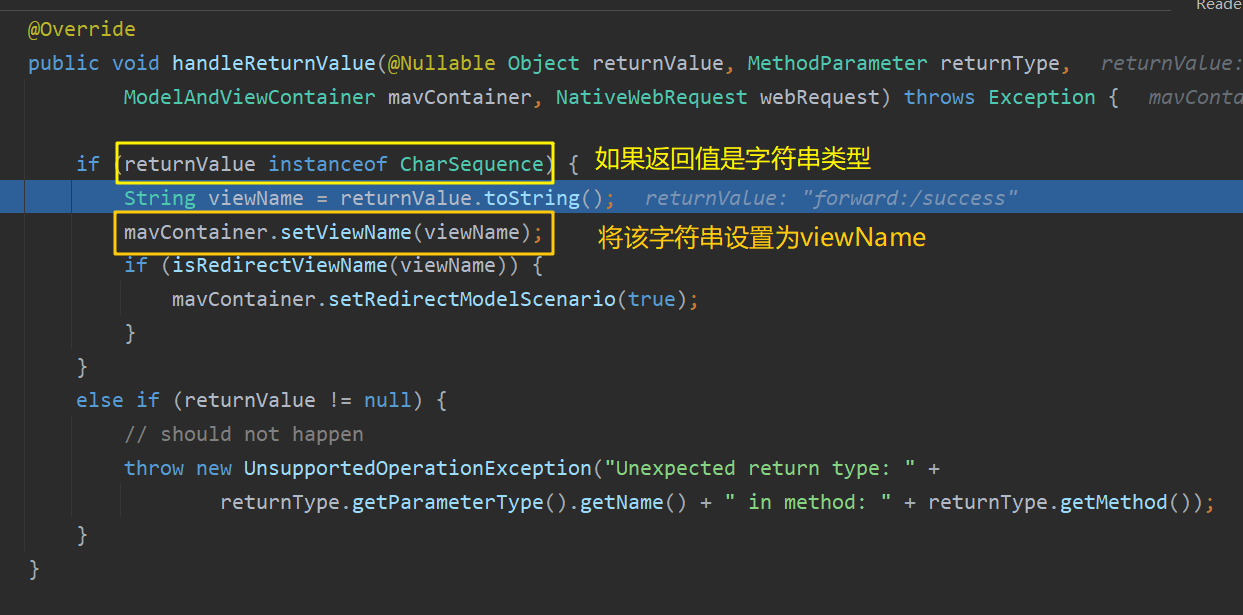 Reade
@Override
public void handleReturnValue(@Nullable Object returnValue, MethodParameter returnType, returnValue:
ModelAndViewContainer mavContainer, NativeWebRequest webRequest) throws Exception { mavConta
if (returnValue instanceof CharSequence) { 如果返回值是字符串类型
String viewName = returnValue.toString(); returnValue: "forward:/success"
mavContainer.setViewName(viewName); 将该字符串设置为viewName
if (isRedirectViewName(viewName)) {
mavContainer.setRedirectModelScenario(true);
}
}
else if (returnValue != null) {
// should not happen
throw new UnsupportedOperationException("Unexpected return type: " +
returnType.getParameterType().getName() + " in method: " + returnType.getMethod());
}
}